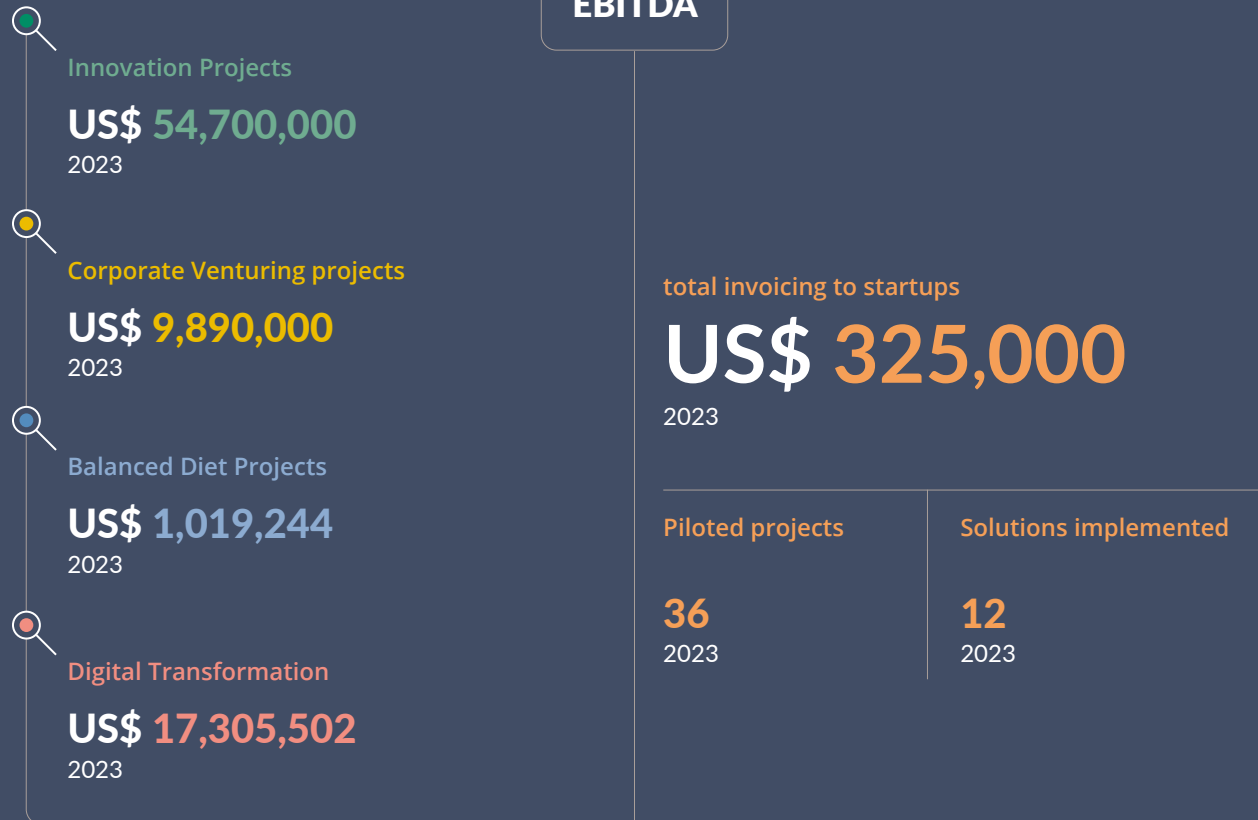 EBITDA
Innovation Projects
US$ 54,700,000
2023
Corporate Venturing projects
US$ 9,890,000
2023
Balanced Diet Projects
US$ 1,019,244
2023
Digital Transformation
US$ 17,305,502
2023
total invoicing to startups
US$ 325,000
2023
Piloted projects
36
2023
Solutions implemented
12
2023